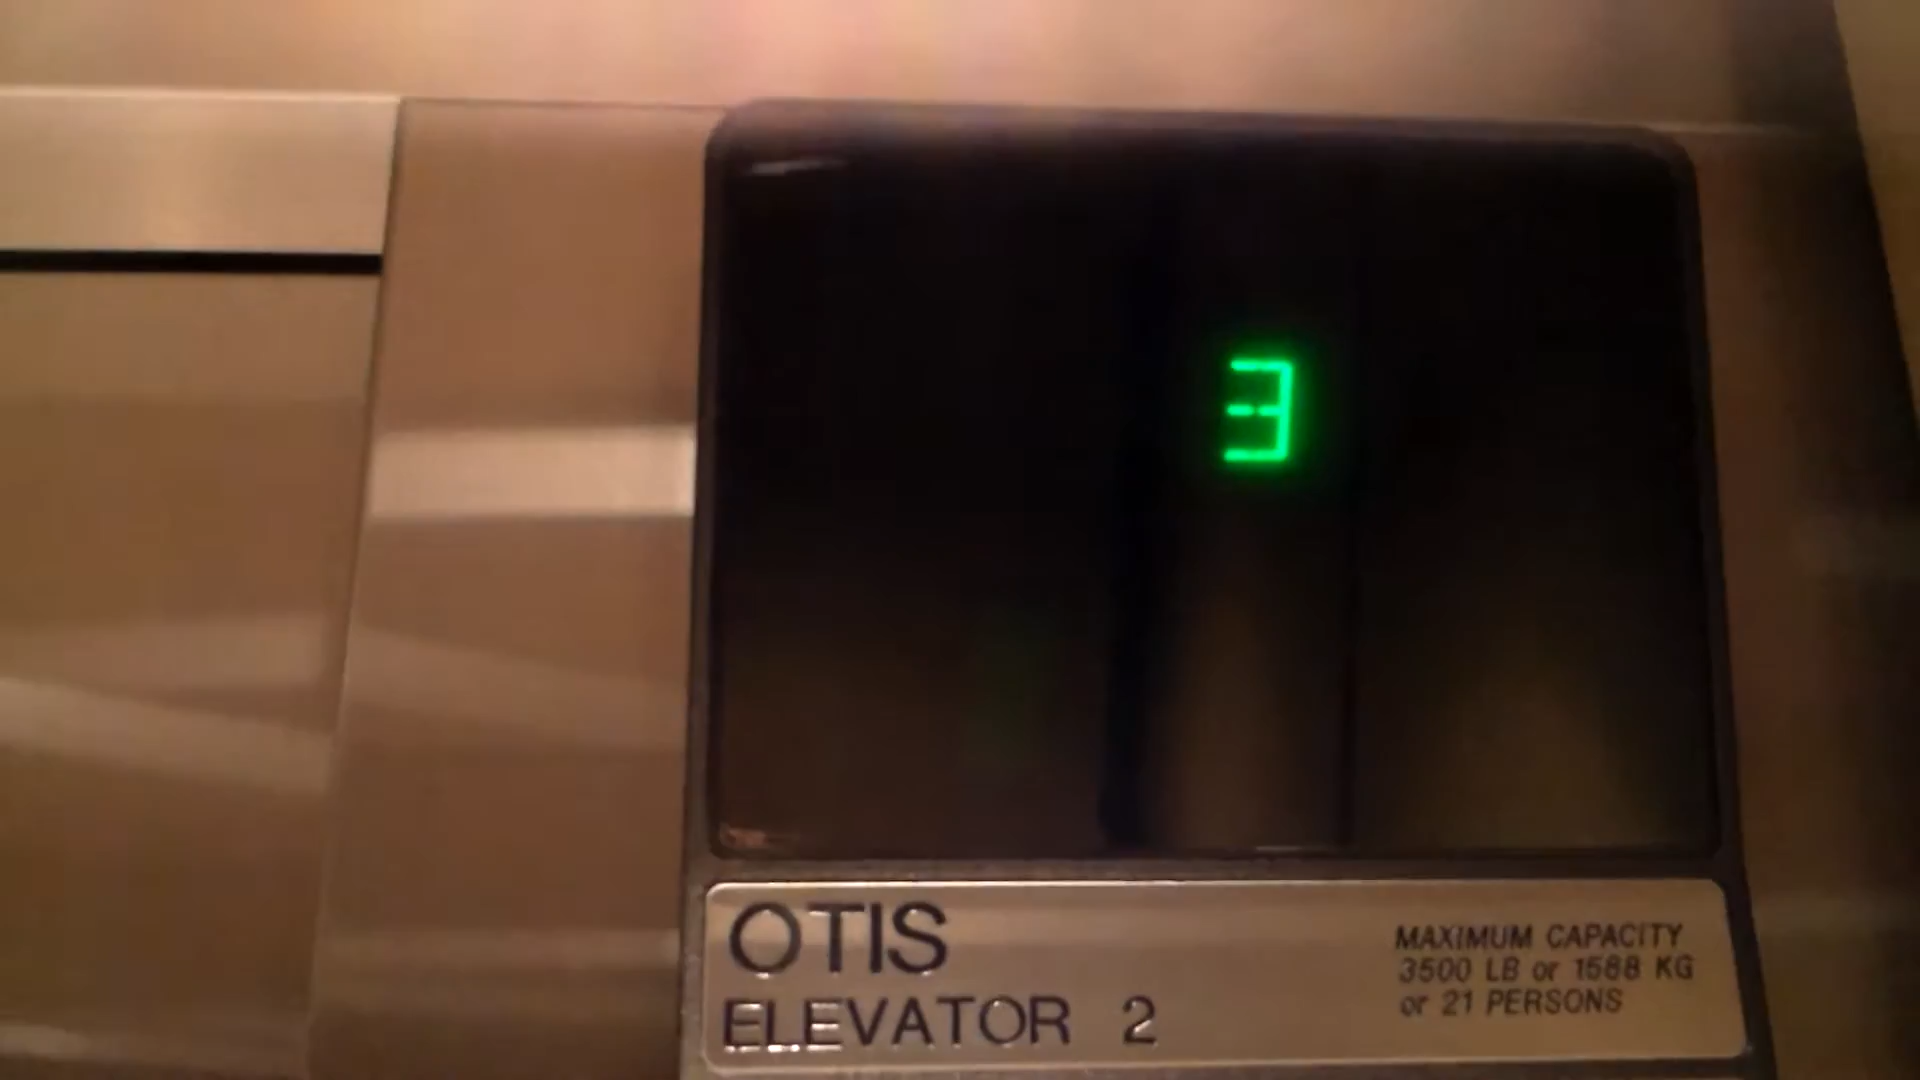 3
OTIS
ELEVATOR 2
MAXIMUM CAPACITY
3500 LB or 1588 KG
or 21 PERSONS